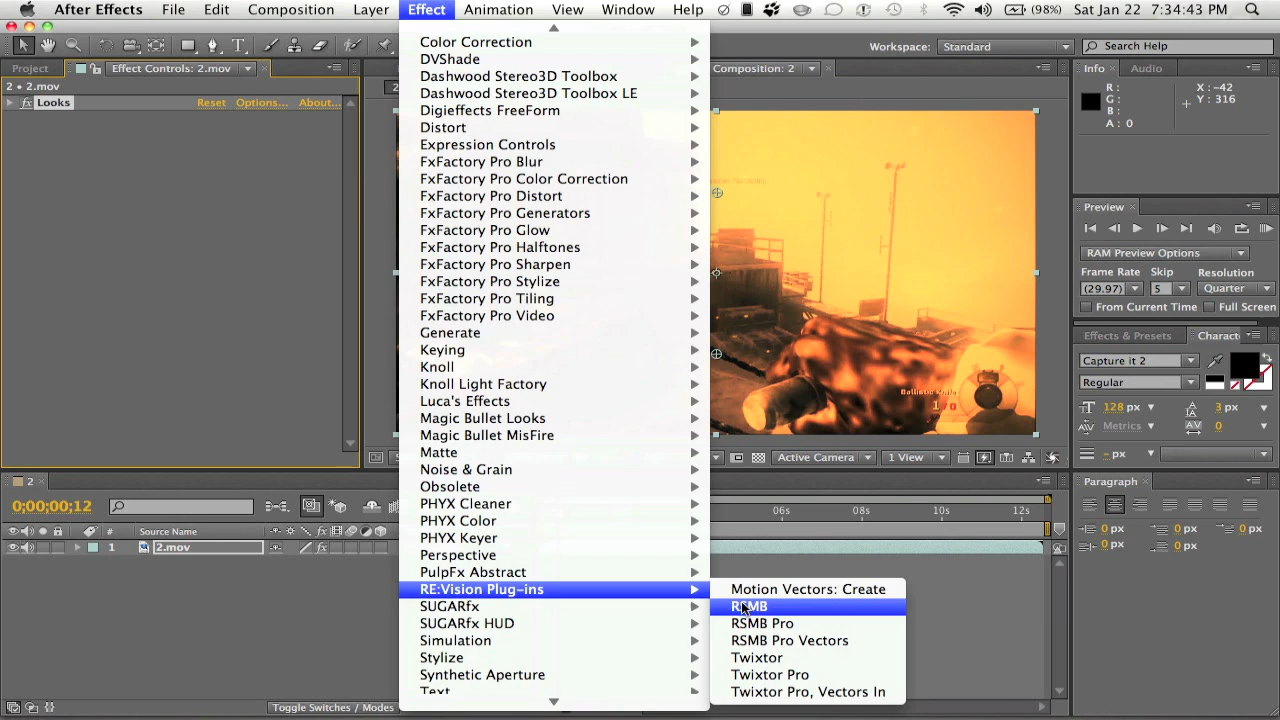 After Effects File Edit Composition Layer Effect Animation View Window Help (98%) Sat Jan 22 7:34:43 PM
Workspace: Standard Search Help
Project Effect Controls: 2.mov Composition: 2 Info Audio
2 • 2.mov
fx Looks Reset Options... About...
R:
G:
B:
A: 0
X: -42
Y: 316
Color Correction
DVShade
Dashwood Stereo3D Toolbox
Dashwood Stereo3D Toolbox LE
Digieffects FreeForm
Distort
Expression Controls
FxFactory Pro Blur
FxFactory Pro Color Correction
FxFactory Pro Distort
FxFactory Pro Generators
FxFactory Pro Glow
FxFactory Pro Halftones
FxFactory Pro Sharpen
FxFactory Pro Stylize
FxFactory Pro Tiling
FxFactory Pro Video
Generate
Keying
Knoll
Knoll Light Factory
Luca's Effects
Magic Bullet Looks
Magic Bullet MisFire
Matte
Noise & Grain
Obsolete
PHYX Cleaner
PHYX Color
PHYX Keyer
Perspective
PulpFx Abstract
RE:Vision Plug-ins
SUGARfx
SUGARfx HUD
Simulation
Stylize
Synthetic Aperture
Text
Motion Vectors: Create
RSMB
RSMB Pro
RSMB Pro Vectors
Twixtor
Twixtor Pro
Twixtor Pro, Vectors In
Ballistic Knife
Active Camera 1 View
Preview
RAM Preview Options
Frame Rate Skip Resolution
(29.97) 5 Quarter
From Current Time Full Screen
Effects & Presets Charact
Capture it 2
Regular
128 px 3 px
Metrics 0
- px
Paragraph
0 px 0 px 0 px
0 px 0 px
2
0;00;00;12
# Source Name
1 2.mov
06s 08s 10s 12s
Toggle Switches / Modes